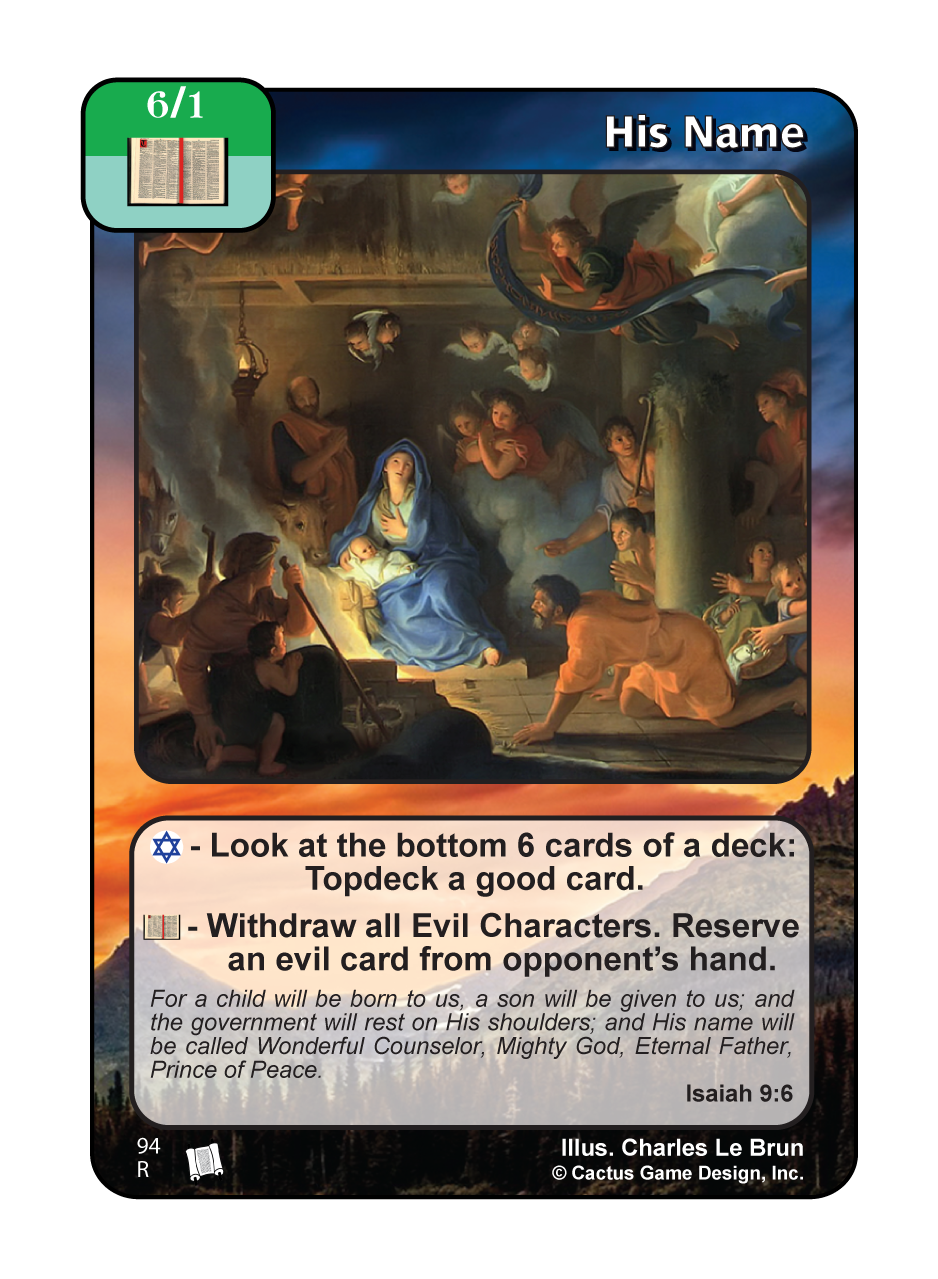 6/1
His Name
- Look at the bottom 6 cards of a deck:
Topdeck a good card.
- Withdraw all Evil Characters. Reserve
an evil card from opponent's hand.
For a child will be born to us, a son will be given to us; and
the government will rest on His shoulders; and His name will
be called Wonderful Counselor, Mighty God, Eternal Father,
Prince of Peace.
Isaiah 9:6
94
R
Illus. Charles Le Brun
© Cactus Game Design, Inc.